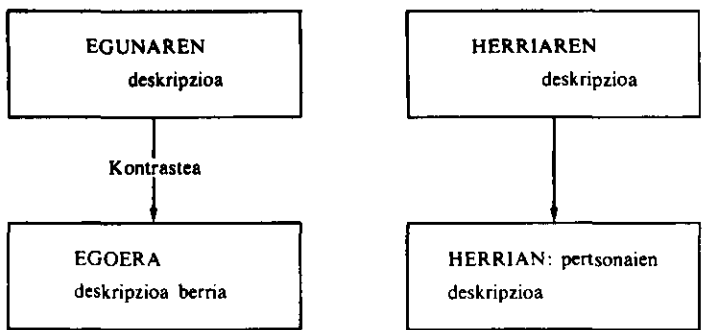 EGUNAREN
deskripzioa
HERRIAREN
deskripzioa
Kontrastea
EGOERA
deskripzioa berria
HERRIAN: pertsonaien
deskripzioa